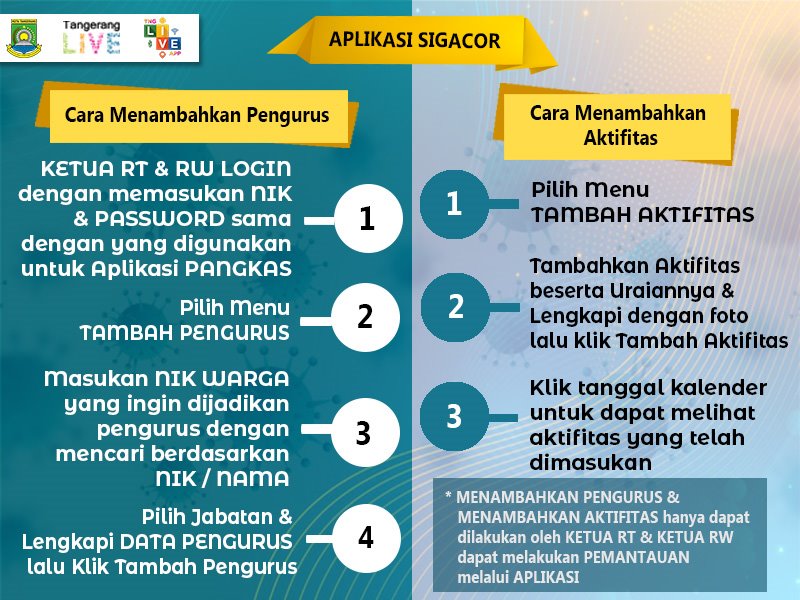 Tangerang
LIVE
TNG
LIVE
APP
APLIKASI SIGACOR
Cara Menambahkan Pengurus
KETUA RT & RW LOGIN
dengan memasukan NIK
& PASSWORD sama
dengan yang digunakan
untuk Aplikasi PANGKAS
1
Pilih Menu
TAMBAH PENGURUS
2
Masukan NIK WARGA
yang ingin dijadikan
pengurus dengan
mencari berdasarkan
NIK / NAMA
3
Pilih Jabatan &
Lengkapi DATA PENGURUS
lalu Klik Tambah Pengurus
4
Cara Menambahkan
Aktifitas
1
Pilih Menu
TAMBAH AKTIFITAS
2
Tambahkan Aktifitas
beserta Uraiannya &
Lengkapi dengan foto
lalu klik Tambah Aktifitas
3
Klik tanggal kalender
untuk dapat melihat
aktifitas yang telah
dimasukan
* MENAMBAHKAN PENGURUS &
MENAMBAHKAN AKTIFITAS hanya dapat
dilakukan oleh KETUA RT & KETUA RW
dapat melakukan PEMANTAUAN
melalui APLIKASI